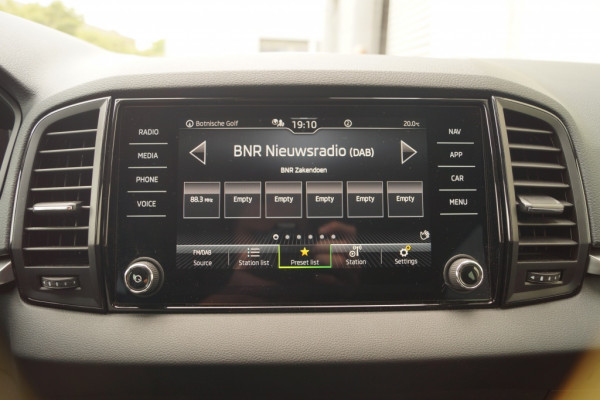 Botnische Golf
19:10
20.0°C
RADIO
MEDIA
PHONE
VOICE
BNR Nieuwsradio (DAB)
BNR Zakendoen
88.3 MHz
Empty
Empty
Empty
Empty
Empty
FM/DAB
Source
Station list
Preset list
Station
Settings
NAV
APP
CAR
MENU